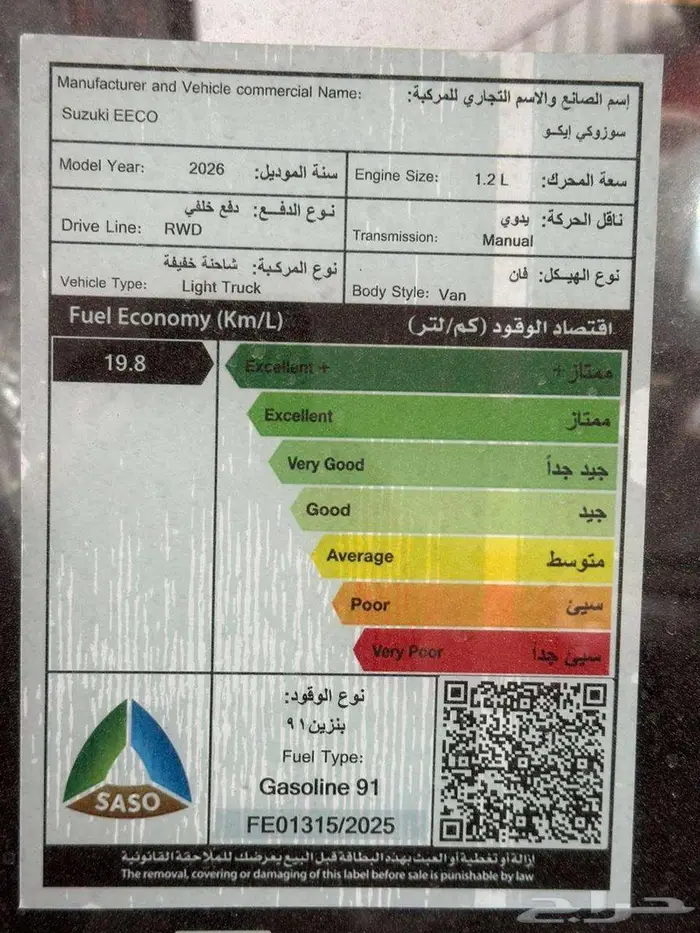 Manufacturer and Vehicle commercial Name: إسم الصانع والاسم التجاري للمركبة:
Suzuki EECO سوزوكي إيكو
Model Year: 2026 سنة الموديل:
Engine Size: 1.2 L سعة المحرك:
نوع الدفع: دفع خلفي
Drive Line: RWD
ناقل الحركة: يدوي
Transmission: Manual
نوع المركبة: شاحنة خفيفة
Vehicle Type: Light Truck
نوع الهيكل: فان
Body Style: Van
Fuel Economy (Km/L) اقتصاد الوقود (كم/لتر)
19.8
Excellent + ممتاز +
Excellent ممتاز
Very Good جيد جداً
Good جيد
Average متوسط
Poor سيئ
Very Poor سيئ جداً
SASO
نوع الوقود:
بنزين ٩١
Fuel Type:
Gasoline 91
FE01315/2025
إزالة أو تغطية أو العبث بهذه البطاقة قبل البيع يعرضك للملاحقة القانونية
The removal, covering or damaging of this label before sale is punishable by law
حراج